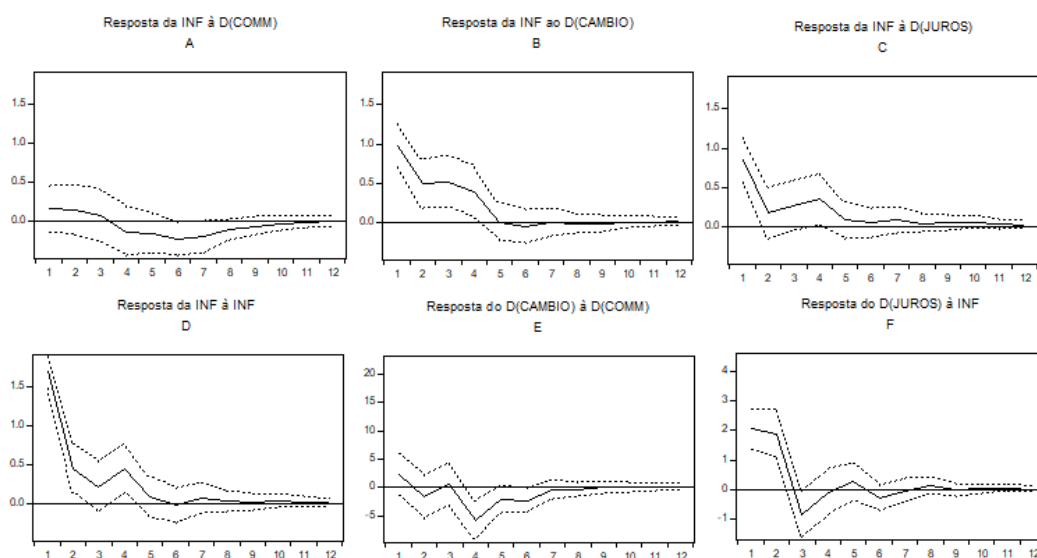 Resposta da INF à D(COMM)
A
1.5
1.0
0.5
0.0
1 2 3 4 5 6 7 8 9 10 11 12
Resposta da INF ao D(CAMBIO)
B
1.5
1.0
0.5
0.0
1 2 3 4 5 6 7 8 9 10 11 12
Resposta da INF à D(JUROS)
C
1.5
1.0
0.5
0.0
1 2 3 4 5 6 7 8 9 10 11 12
Resposta da INF à INF
D
1.5
1.0
0.5
0.0
1 2 3 4 5 6 7 8 9 10 11 12
Resposta do D(CAMBIO) à D(COMM)
E
20
15
10
5
0
-5
1 2 3 4 5 6 7 8 9 10 11 12
Resposta do D(JUROS) à INF
F
4
3
2
1
0
-1
1 2 3 4 5 6 7 8 9 10 11 12